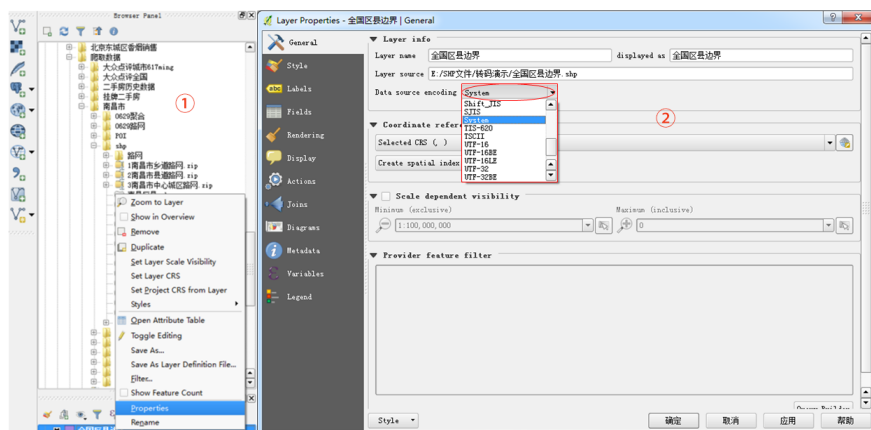 Browser Panel
北京东城区香烟销售
爬取数据
大众点评城市617ming
大众点评全国
二手房历史数据
挂牌二手房
南昌市
0629聚合
0629路网
POI
shp
路网
1南昌市乡道路网.zip
2南昌市县道路网.zip
3南昌市中心城区路网.zip
①
Zoom to Layer
Show in Overview
Remove
Duplicate
Set Layer Scale Visibility
Set Layer CRS
Set Project CRS from Layer
Styles
Open Attribute Table
Toggle Editing
Save As...
Save As Layer Definition File...
Filter...
Show Feature Count
Properties
Rename
Layer Properties - 全国区县边界 | General
General
Style
Labels
Fields
Rendering
Display
Actions
Joins
Diagrams
Metadata
Variables
Legend
Layer info
Layer name 全国区县边界 displayed as 全国区县边界
Layer source E:/SHP文件/转码演示/全国区县边界.shp
Data source encoding System
Shift_JIS
SJIS
System
TIS-620
TSCII
UTF-16
UTF-16BE
UTF-16LE
UTF-32
UTF-32BE
②
Selected CRS (, )
Create spatial index
Scale dependent visibility
Minimum (exclusive) Maximum (inclusive)
1:100,000,000 0
Provider feature filter
Style 确定 取消 应用 帮助